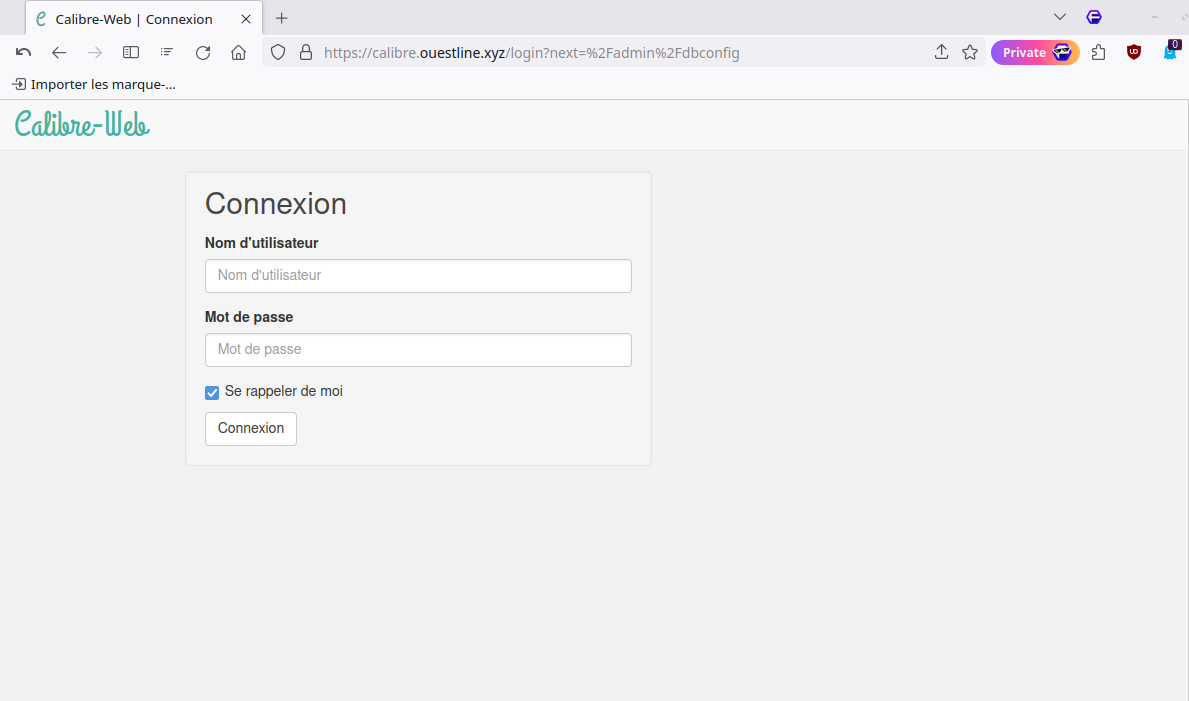 Calibre-Web | Connexion
https://calibre.ouestline.xyz/login?next=%2Fadmin%2Fdbconfig
Private
0
Importer les marque-...
Calibre-Web
Connexion
Nom d'utilisateur
Nom d'utilisateur
Mot de passe
Mot de passe
Se rappeler de moi
Connexion